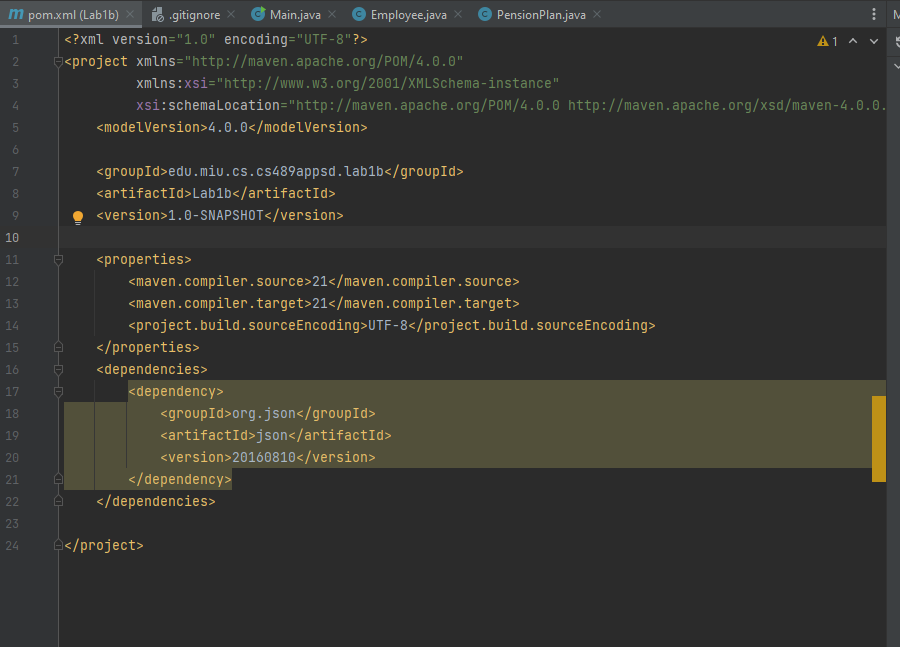 pom.xml (Lab1b) .gitignore Main.java Employee.java PensionPlan.java
1 <?xml version="1.0" encoding="UTF-8"?> 1
2 <project xmlns="http://maven.apache.org/POM/4.0.0"
3 xmlns:xsi="http://www.w3.org/2001/XMLSchema-instance"
4 xsi:schemaLocation="http://maven.apache.org/POM/4.0.0 http://maven.apache.org/xsd/maven-4.0.0.
5 <modelVersion>4.0.0</modelVersion>
6
7 <groupId>edu.miu.cs.cs489appsd.lab1b</groupId>
8 <artifactId>Lab1b</artifactId>
9 <version>1.0-SNAPSHOT</version>
10
11 <properties>
12 <maven.compiler.source>21</maven.compiler.source>
13 <maven.compiler.target>21</maven.compiler.target>
14 <project.build.sourceEncoding>UTF-8</project.build.sourceEncoding>
15 </properties>
16 <dependencies>
17 <dependency>
18 <groupId>org.json</groupId>
19 <artifactId>json</artifactId>
20 <version>20160810</version>
21 </dependency>
22 </dependencies>
23
24 </project>